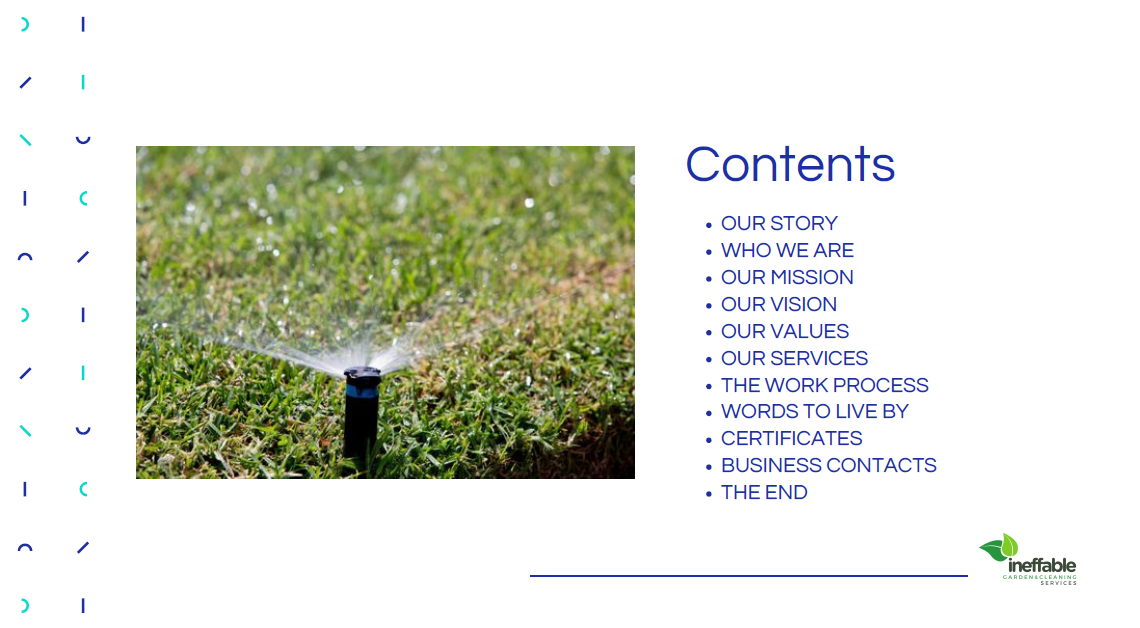 Contents
OUR STORY
WHO WE ARE
OUR MISSION
OUR VISION
OUR VALUES
OUR SERVICES
THE WORK PROCESS
WORDS TO LIVE BY
CERTIFICATES
BUSINESS CONTACTS
THE END
ineffable
GARDEN&CLEANING
SERVICES